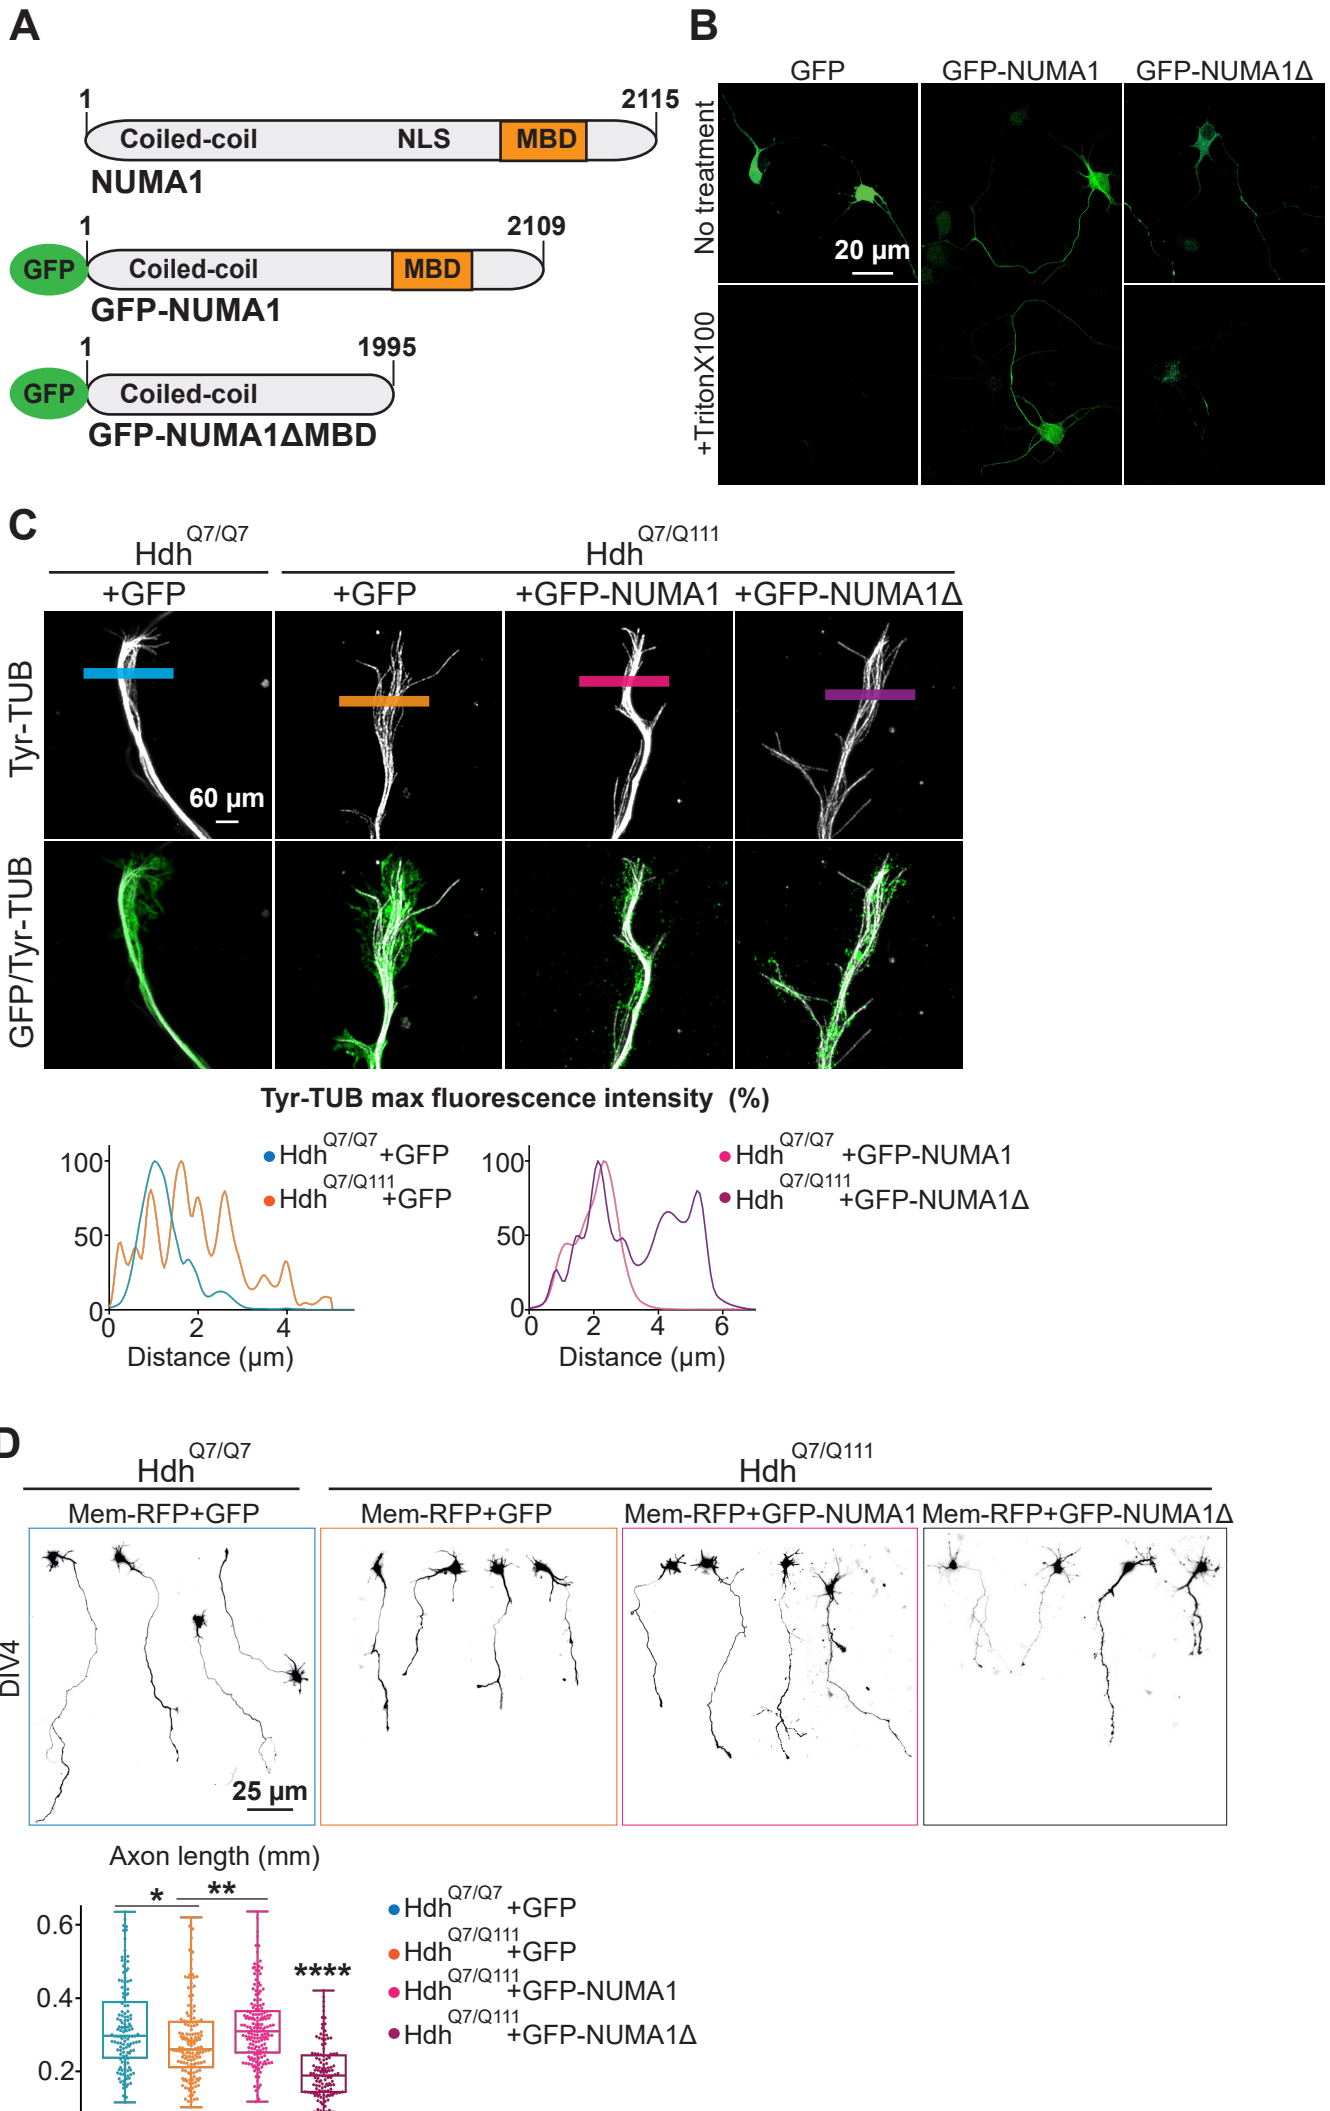 A
1
2115
Coiled-coil NLS MBD
NUMA1
1
2109
GFP Coiled-coil MBD
GFP-NUMA1
1
1995
GFP Coiled-coil
GFP-NUMA1ΔMBD
B
GFP GFP-NUMA1 GFP-NUMA1Δ
No treatment
20 µm
+TritonX100
C
Hdh Q7/Q7 Hdh Q7/Q111
+GFP +GFP +GFP-NUMA1 +GFP-NUMA1Δ
Tyr-TUB
60 µm
GFP/Tyr-TUB
Tyr-TUB max fluorescence intensity (%)
100
50
0
0 2 4
Distance (µm)
Hdh Q7/Q7 +GFP
Hdh Q7/Q111 +GFP
100
50
0
0 2 4 6
Distance (µm)
Hdh Q7/Q7 +GFP-NUMA1
Hdh Q7/Q111 +GFP-NUMA1Δ
D
Hdh Q7/Q7 Hdh Q7/Q111
Mem-RFP+GFP Mem-RFP+GFP Mem-RFP+GFP-NUMA1 Mem-RFP+GFP-NUMA1Δ
DIV4
25 µm
Axon length (mm)
* **
****
0.6
0.4
0.2
Hdh Q7/Q7 +GFP
Hdh Q7/Q111 +GFP
Hdh Q7/Q111 +GFP-NUMA1
Hdh Q7/Q111 +GFP-NUMA1Δ